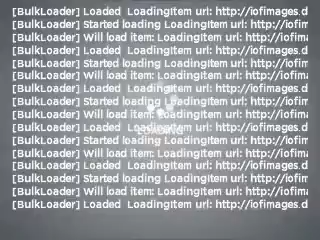 [BulkLoader] Loaded  LoadingItem url: http://iofimages.d
[BulkLoader] Started loading LoadingItem url: http://iofim
[BulkLoader] Will load item: LoadingItem url: http://iofima
[BulkLoader] Loaded  LoadingItem url: http://iofimages.d
[BulkLoader] Started loading LoadingItem url: http://iofim
[BulkLoader] Will load item: LoadingItem url: http://iofima
[BulkLoader] Loaded  LoadingItem url: http://iofimages.d
[BulkLoader] Started loading LoadingItem url: http://iofim
[BulkLoader] Will load item: LoadingItem url: http://iofima
[BulkLoader] Loaded  LoadingItem url: http://iofimages.d
LOADING
[BulkLoader] Started loading LoadingItem url: http://iofim
[BulkLoader] Will load item: LoadingItem url: http://iofima
[BulkLoader] Loaded  LoadingItem url: http://iofimages.d
[BulkLoader] Started loading LoadingItem url: http://iofim
[BulkLoader] Will load item: LoadingItem url: http://iofima
[BulkLoader] Loaded  LoadingItem url: http://iofimages.d